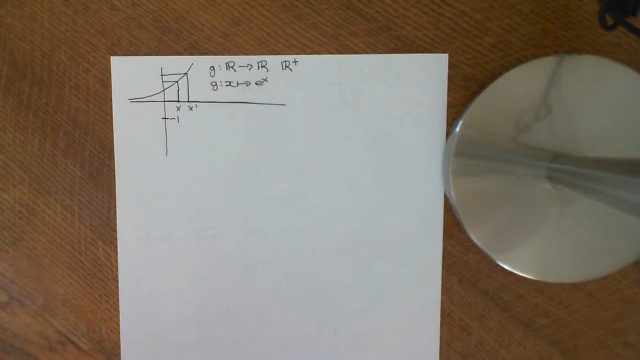 g : ℝ → ℝ, ℝ⁺
g : x ↦ eˣ
x x'
-1